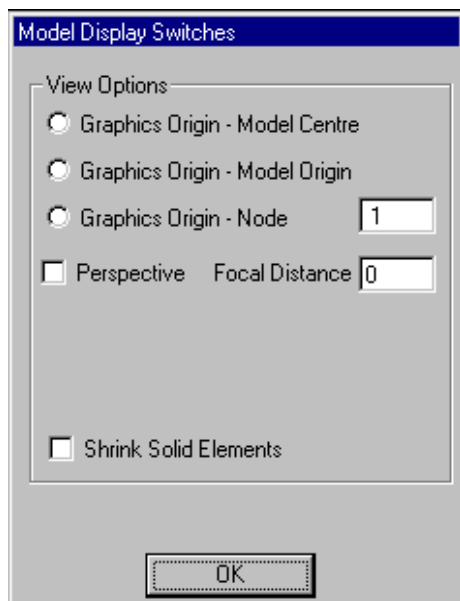 Model Display Switches
View Options
Graphics Origin - Model Centre
Graphics Origin - Model Origin
Graphics Origin - Node 1
Perspective Focal Distance 0
Shrink Solid Elements
OK